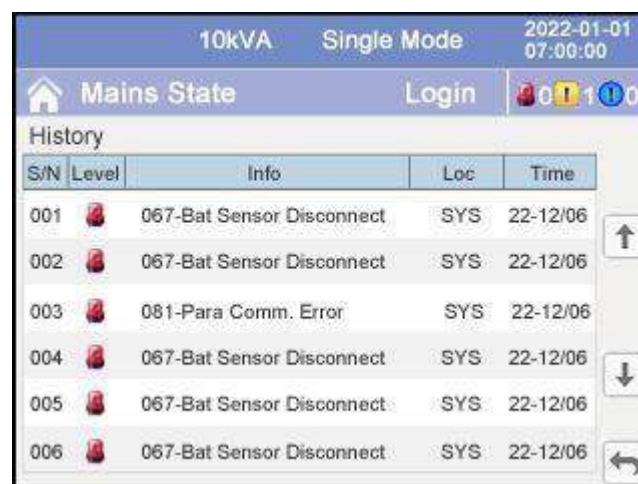 10kVA Single Mode 2022-01-01
07:00:00
Mains State Login 0 1 0
History
S/N Level Info Loc Time
001 067-Bat Sensor Disconnect SYS 22-12/06
002 067-Bat Sensor Disconnect SYS 22-12/06
003 081-Para Comm. Error SYS 22-12/06
004 067-Bat Sensor Disconnect SYS 22-12/06
005 067-Bat Sensor Disconnect SYS 22-12/06
006 067-Bat Sensor Disconnect SYS 22-12/06